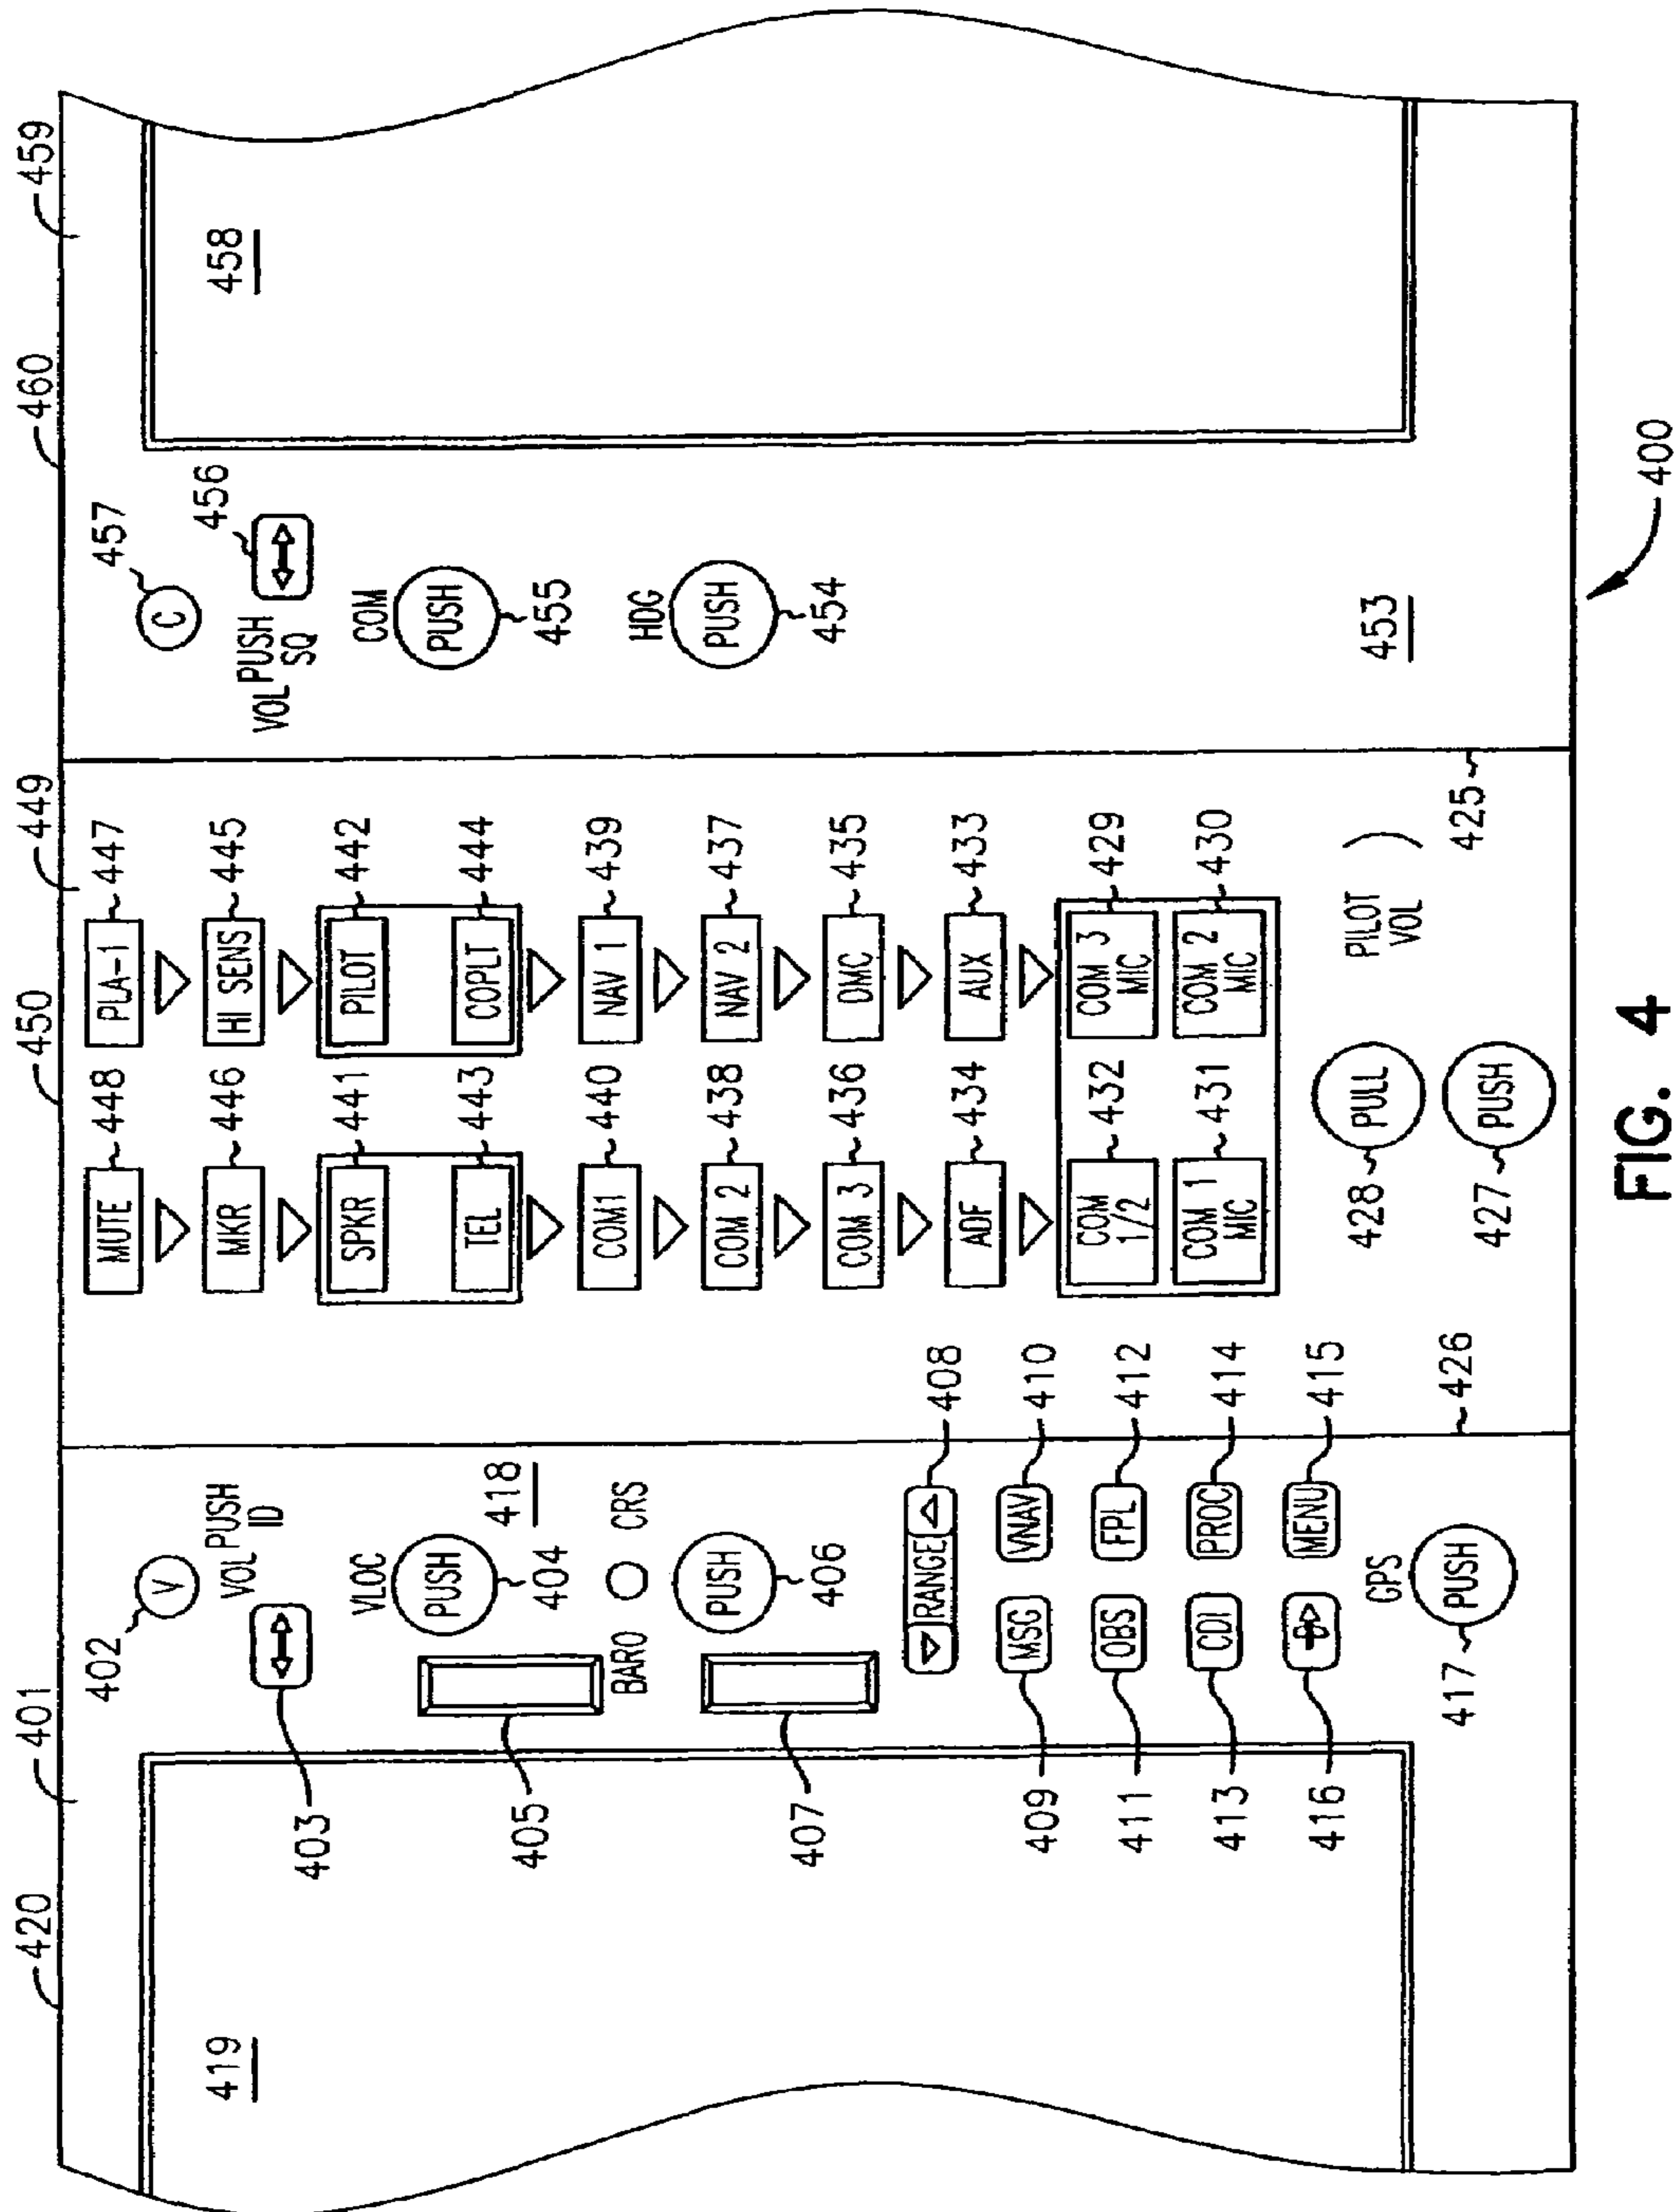 420 401 450 449 460 459
402 V
MUTE 448 PLA-1 447
457 C
419
VOL PUSH ID
403
MKR 446 HI SENS 445
VOL PUSH SQ
456
458
SPKR 441 PILOT 442
VLOC
PUSH
404
405
418
COM
PUSH
455
TEL 443 COPLT 444
BARO CRS
COM1 440 NAV 1 439
HDG
PUSH
454
PUSH
406
407
COM 2 438 NAV 2 437
COM 3 436 DMC 435
RANGE 408
ADF 434 AUX 433
409 MSG VNAV 410
COM 1/2 432 COM 3 MIC 429
411 OBS FPL 412
COM 1 MIC 431 COM 2 MIC 430
413 CDI PROC 414
416 MENU 415
428 PULL
PILOT VOL
453
GPS
417 PUSH
427 PUSH
426
425
400
FIG. 4